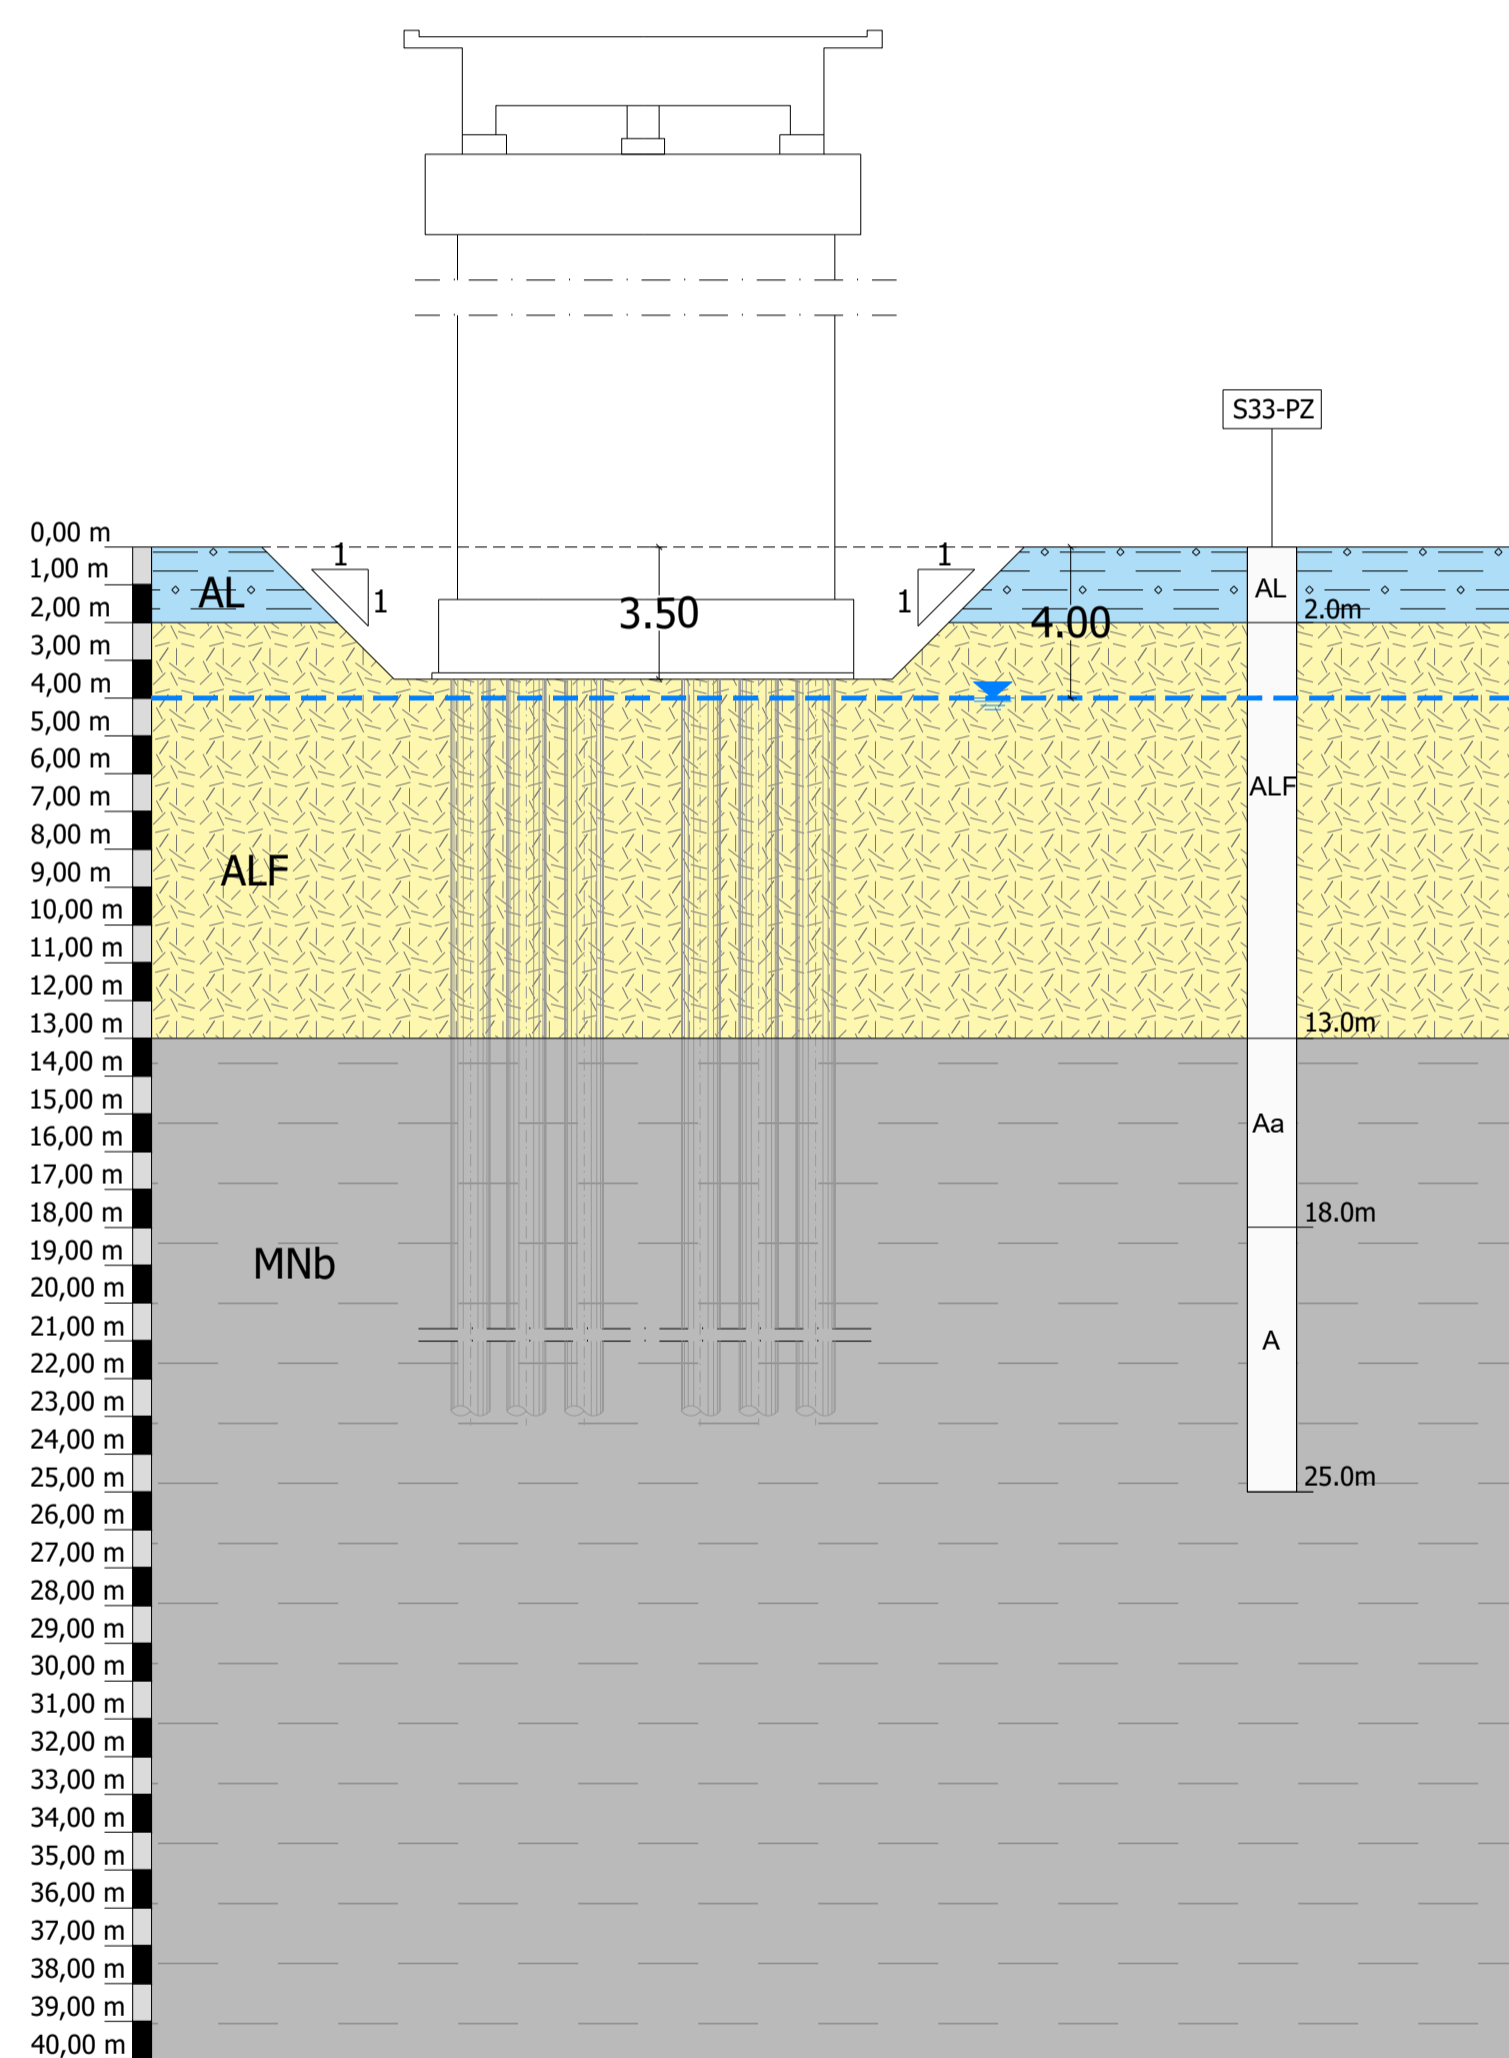 S33-PZ
0,00 m
1
1
1,00 m
AL
1
1
AL
2,00 m
3.50
4.00
2.0m
3,00 m
4,00 m
5,00 m
6,00 m
7,00 m
ALF
8,00 m
9,00 m
ALF
10,00 m
11,00 m
12,00 m
13,00 m
13.0m
14,00 m
15,00 m
Aa
16,00 m
17,00 m
18,00 m
18.0m
19,00 m
MNb
20,00 m
21,00 m
A
22,00 m
23,00 m
24,00 m
25,00 m
25.0m
26,00 m
27,00 m
28,00 m
29,00 m
30,00 m
31,00 m
32,00 m
33,00 m
34,00 m
35,00 m
36,00 m
37,00 m
38,00 m
39,00 m
40,00 m